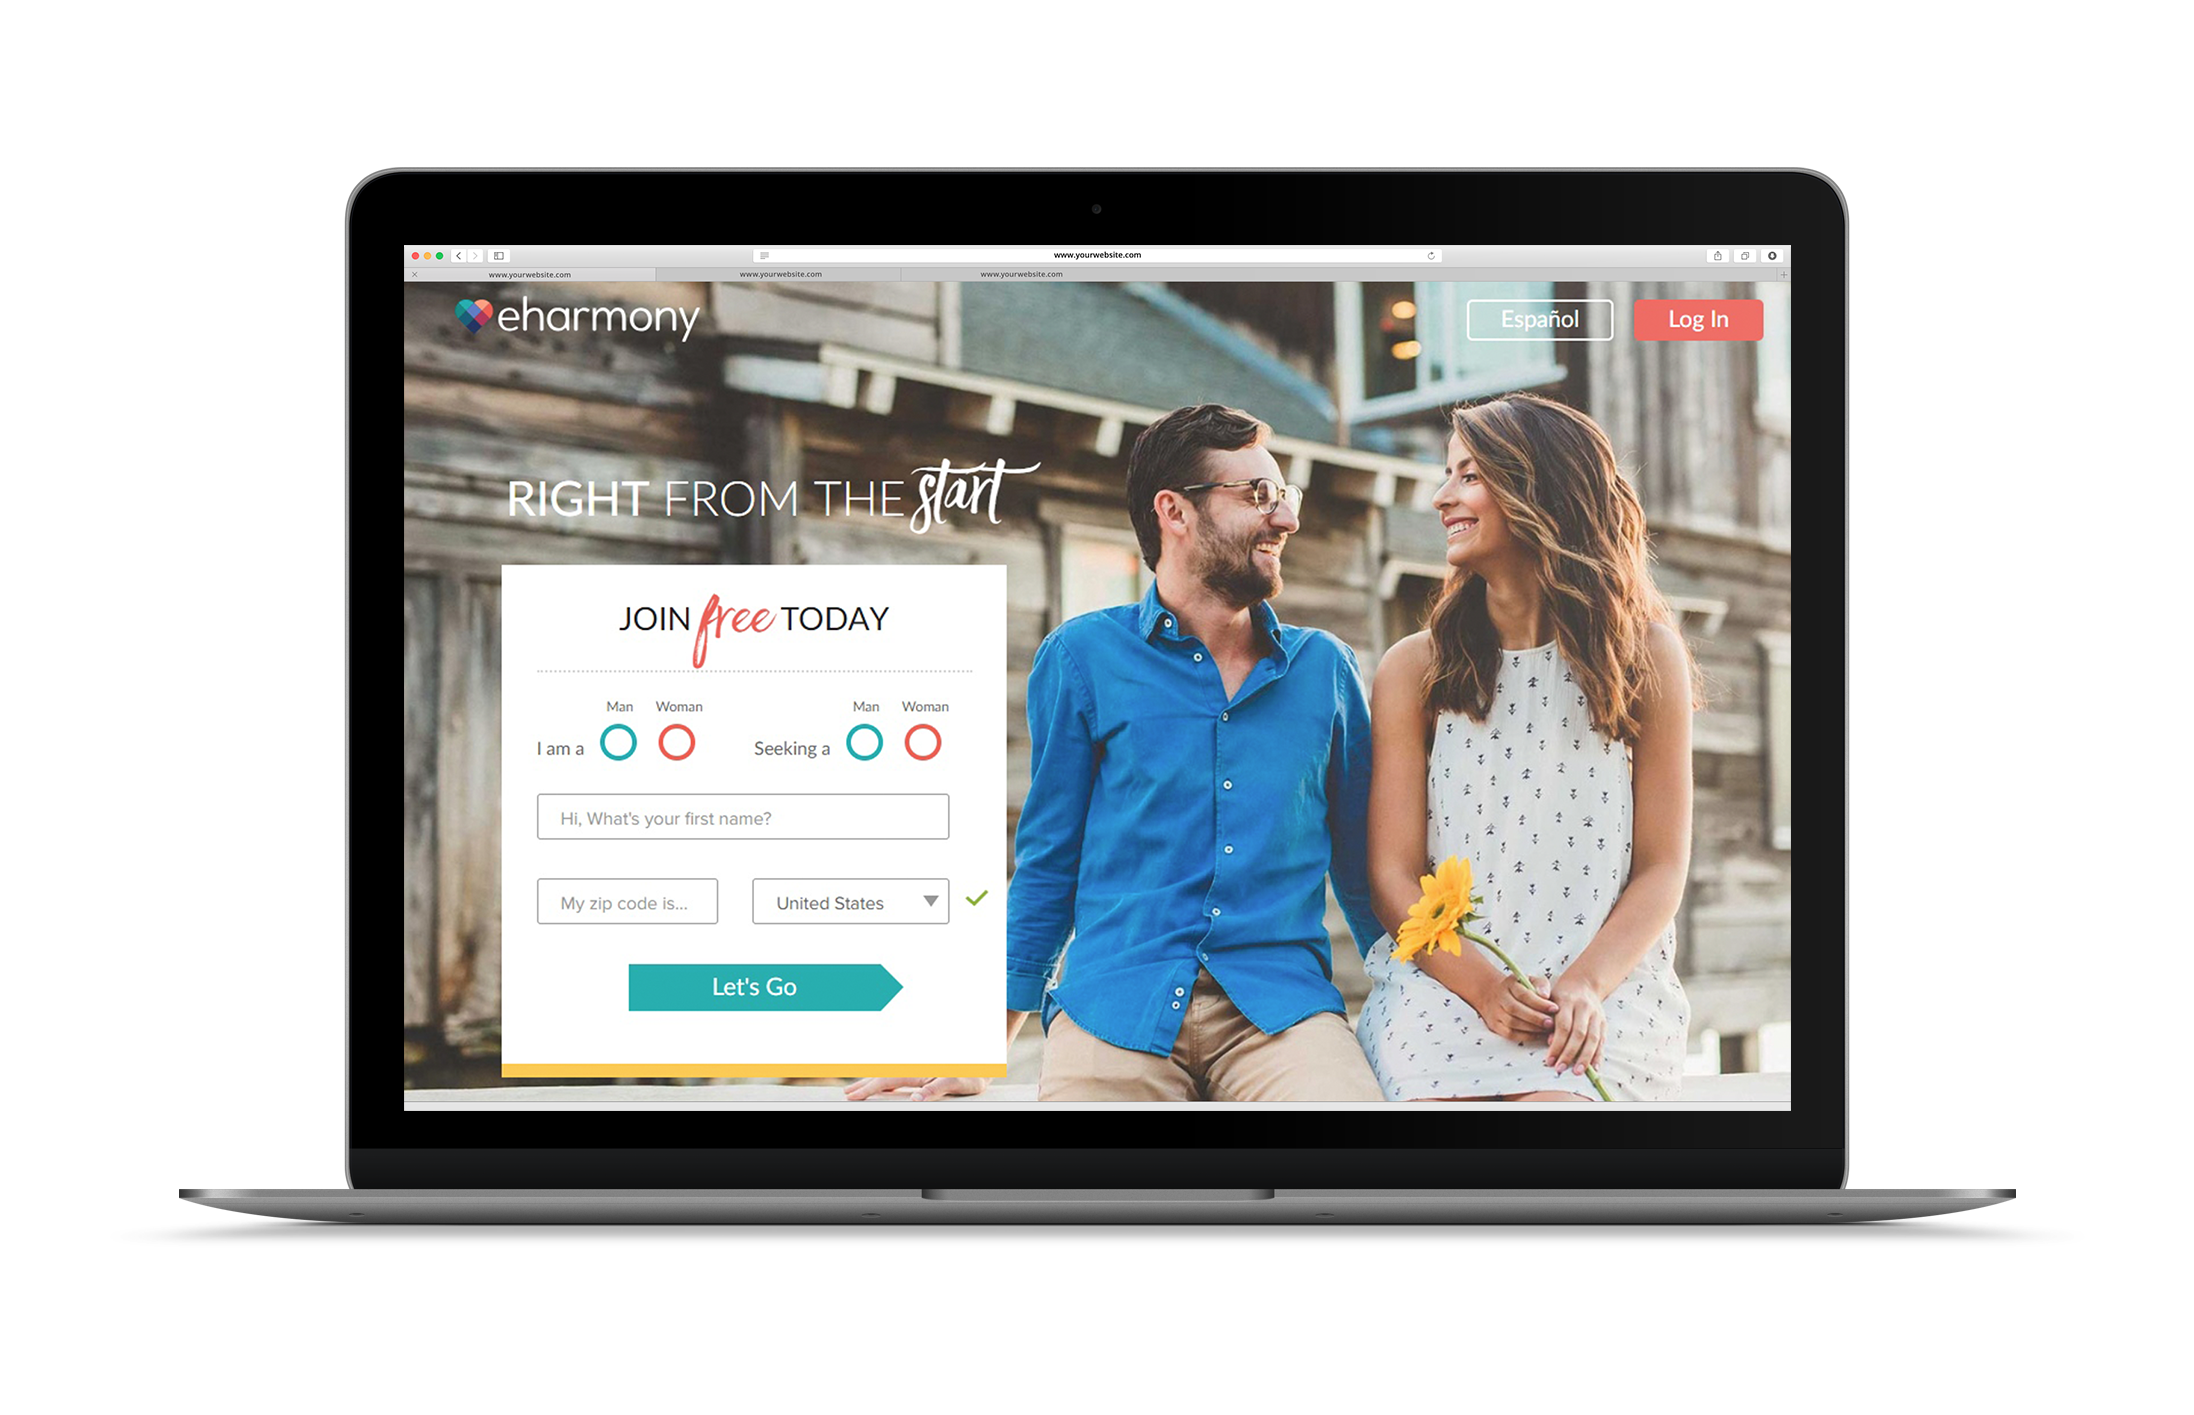 www.yourwebsite.com
www.yourwebsite.com www.yourwebsite.com www.yourwebsite.com
eharmony
Español Log In
RIGHT FROM THE start
JOIN free TODAY
Man Woman Man Woman
I am a Seeking a
Hi, What's your first name?
My zip code is... United States
Let's Go